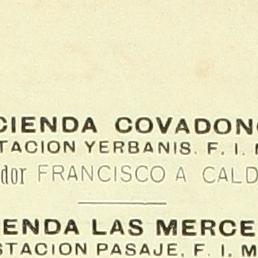 CIENDA COVADON
TACION YERBANIS. F. I. M
dor FRANCISCO A CALD
ENDA LAS MERCE
STACION PASAJE, F. I. M